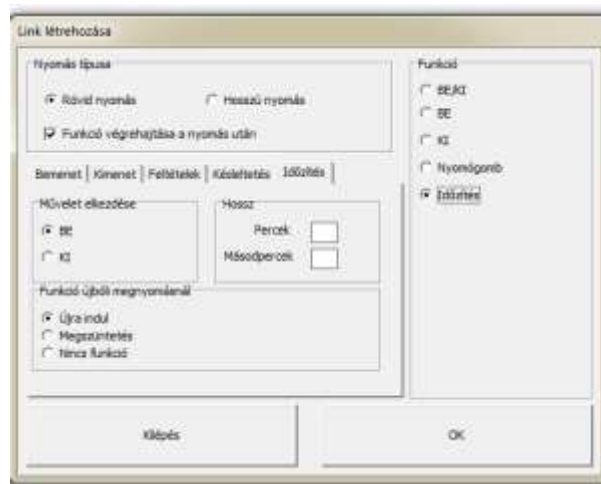 Link létrehozása
Nyomás típusa
Rövid nyomás
Hosszú nyomás
Funkció végrehajtása a nyomás után
Bemenet
Kimenet
Feltételek
Késleltetés
Időzítés
Művelet elkezdése
BE
KI
Hossz
Percek
Másodpercek
Funkció újbóli megnyomásnál
Újra indul
Megszüntetés
Nincs funkció
Funkció
BE/KI
BE
KI
Nyomógomb
Időzítés
Kilépés
OK